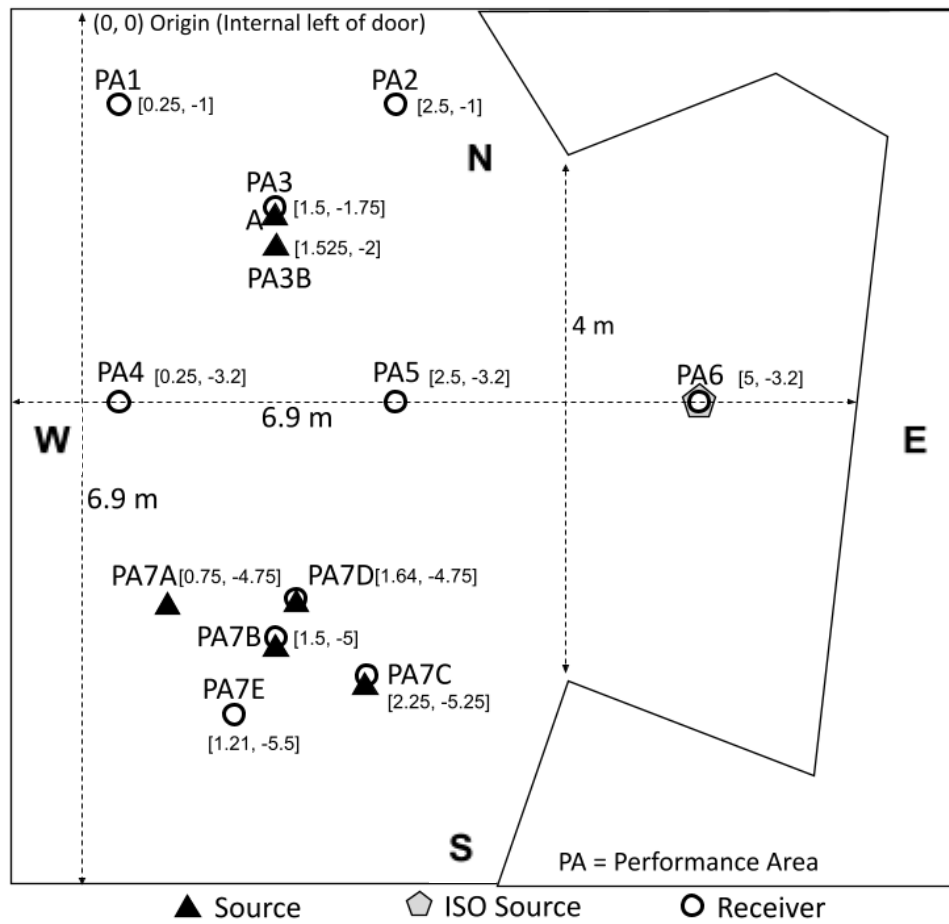 (0, 0) Origin (Internal left of door)
PA1
[0.25, -1]
PA2
[2.5, -1]
N
PA3
A
[1.5, -1.75]
[1.525, -2]
PA3B
4 m
PA4
[0.25, -3.2]
PA5
[2.5, -3.2]
PA6
[5, -3.2]
6.9 m
W
E
6.9 m
PA7A
[0.75, -4.75]
PA7D
[1.64, -4.75]
PA7B
[1.5, -5]
PA7C
[2.25, -5.25]
PA7E
[1.21, -5.5]
S
PA = Performance Area
Source
ISO Source
Receiver